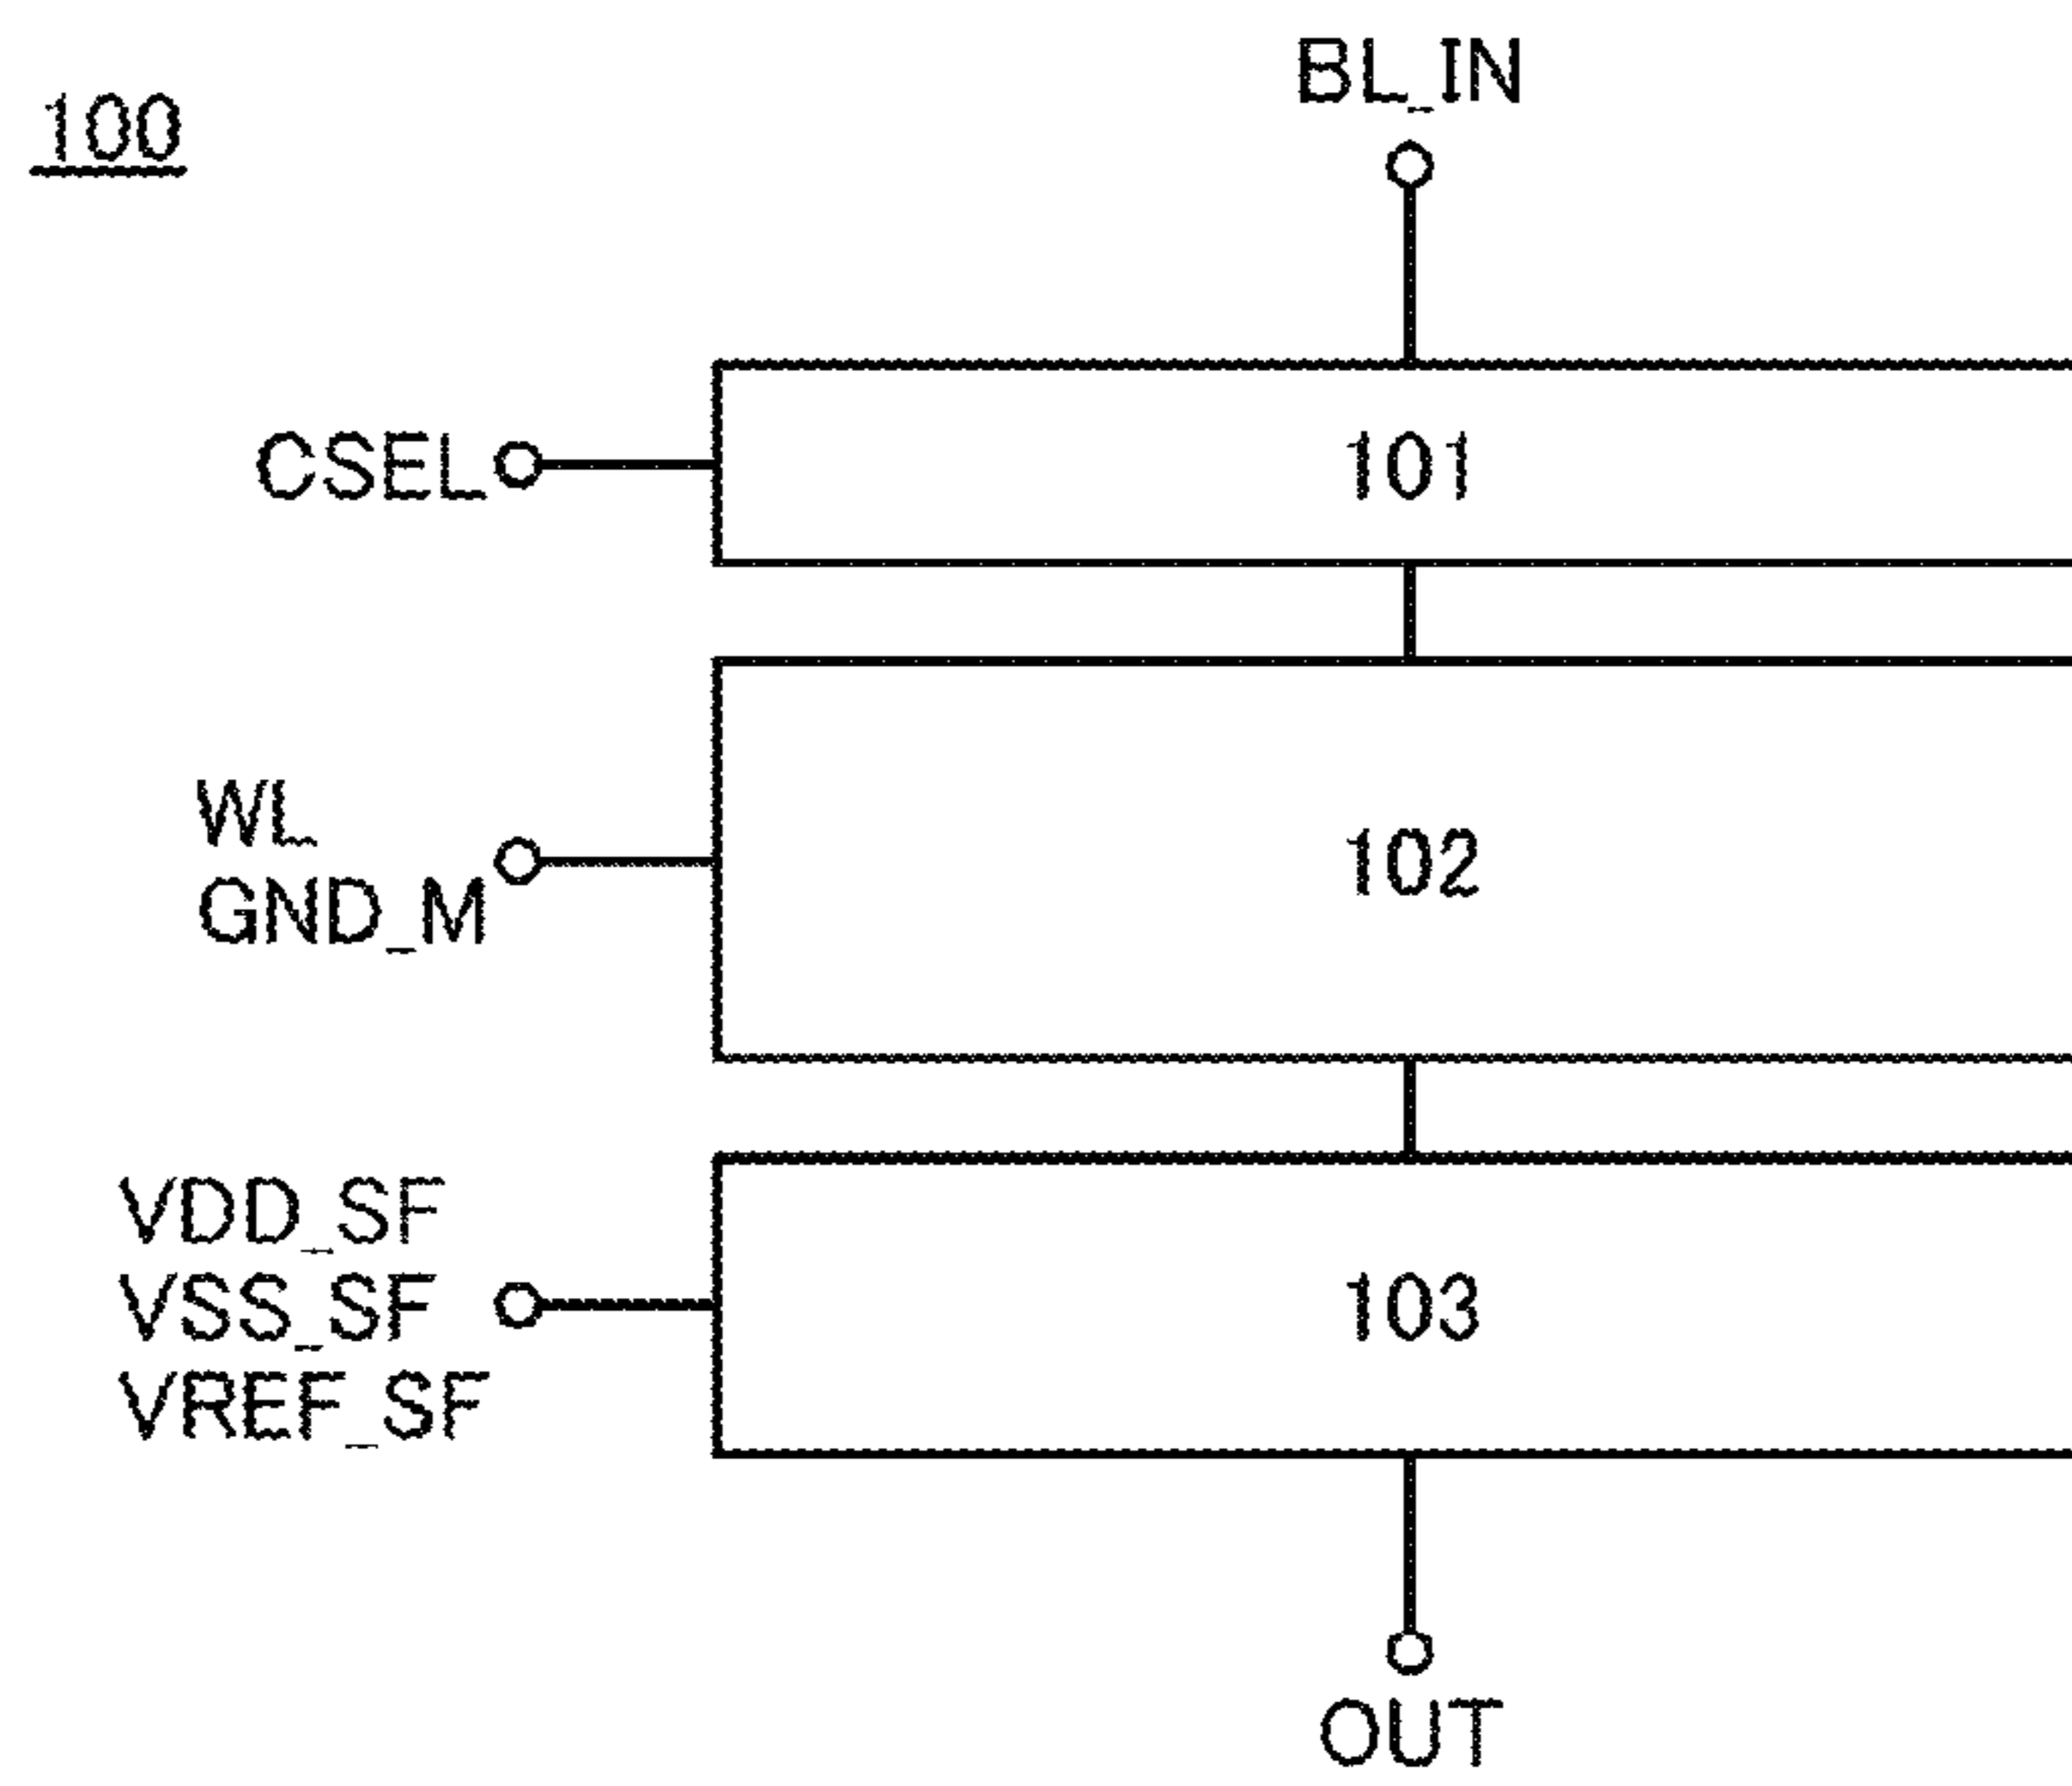 100
BL_IN
CSEL
101
WL
GND_M
102
VDD_SF
VSS_SF
VREF_SF
103
OUT